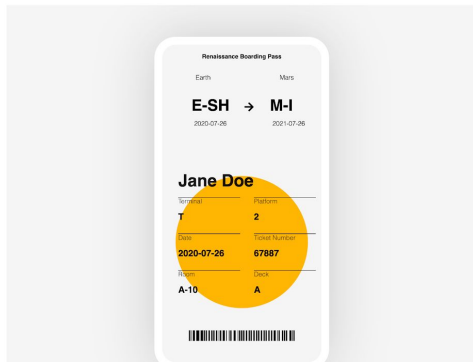 Renaissance Boarding Pass
Earth Mars
E-SH → M-I
2020-07-26 2021-07-26
Jane Doe
Terminal Platform
T 2
Date Ticket Number
2020-07-26 67887
Room Deck
A-10 A